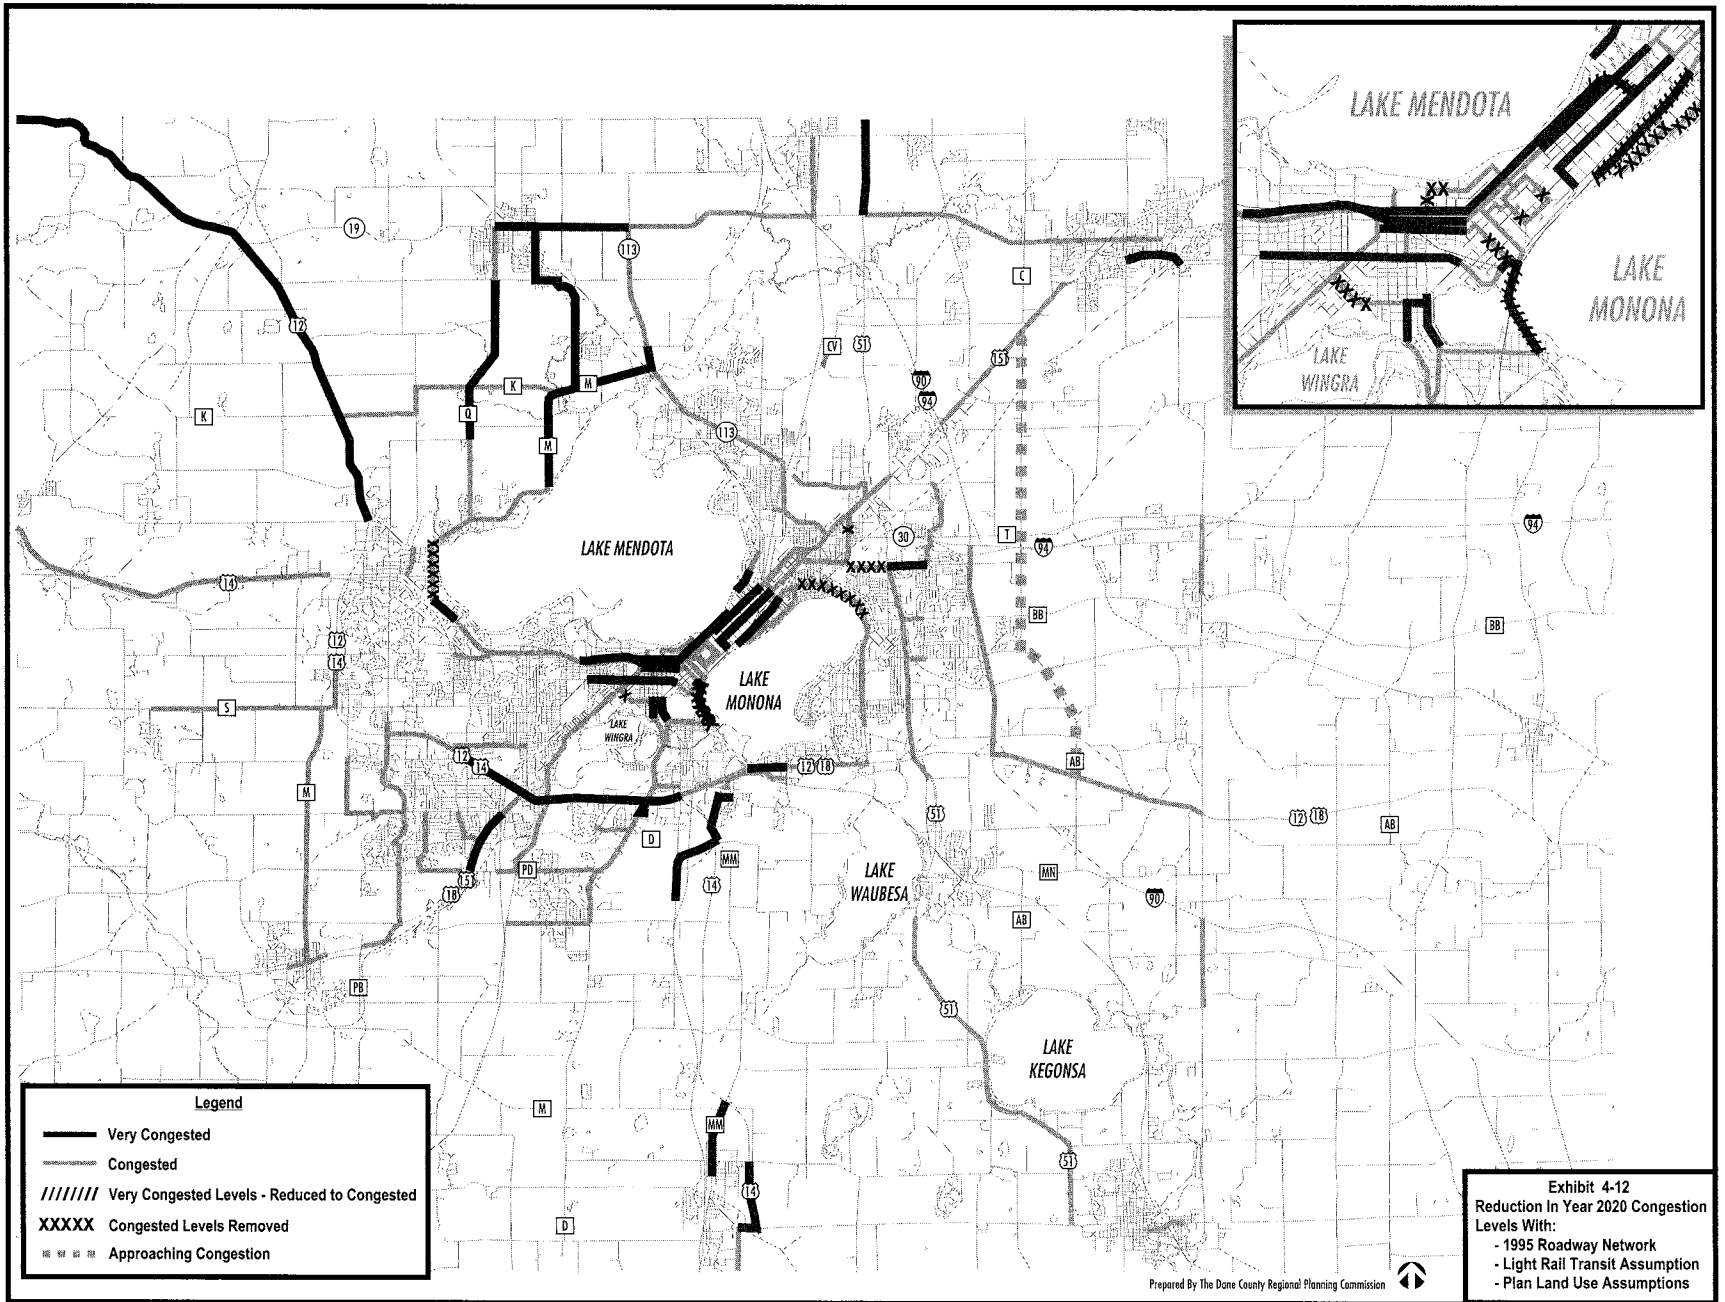 LAKE MENDOTA
LAKE
MONONA
LAKE
WINGRA
19
113
C
12
CV
51
151
90
94
K
M
K
Q
113
M
94
30
T
94
LAKE MENDOTA
14
BB
BB
12
14
LAKE
MONONA
S
LAKE
WINGRA
12
14
12
18
AB
M
51
12
18
AB
D
MM
PD
LAKE
WAUBESA
MN
151
18
14
90
AB
PB
51
LAKE
KEGONSA
M
MM
51
14
D
Legend
Very Congested
Congested
Very Congested Levels - Reduced to Congested
XXXXX Congested Levels Removed
Approaching Congestion
Exhibit 4-12
Reduction In Year 2020 Congestion
Levels With:
- 1995 Roadway Network
- Light Rail Transit Assumption
- Plan Land Use Assumptions
Prepared By The Dane County Regional Planning Commission